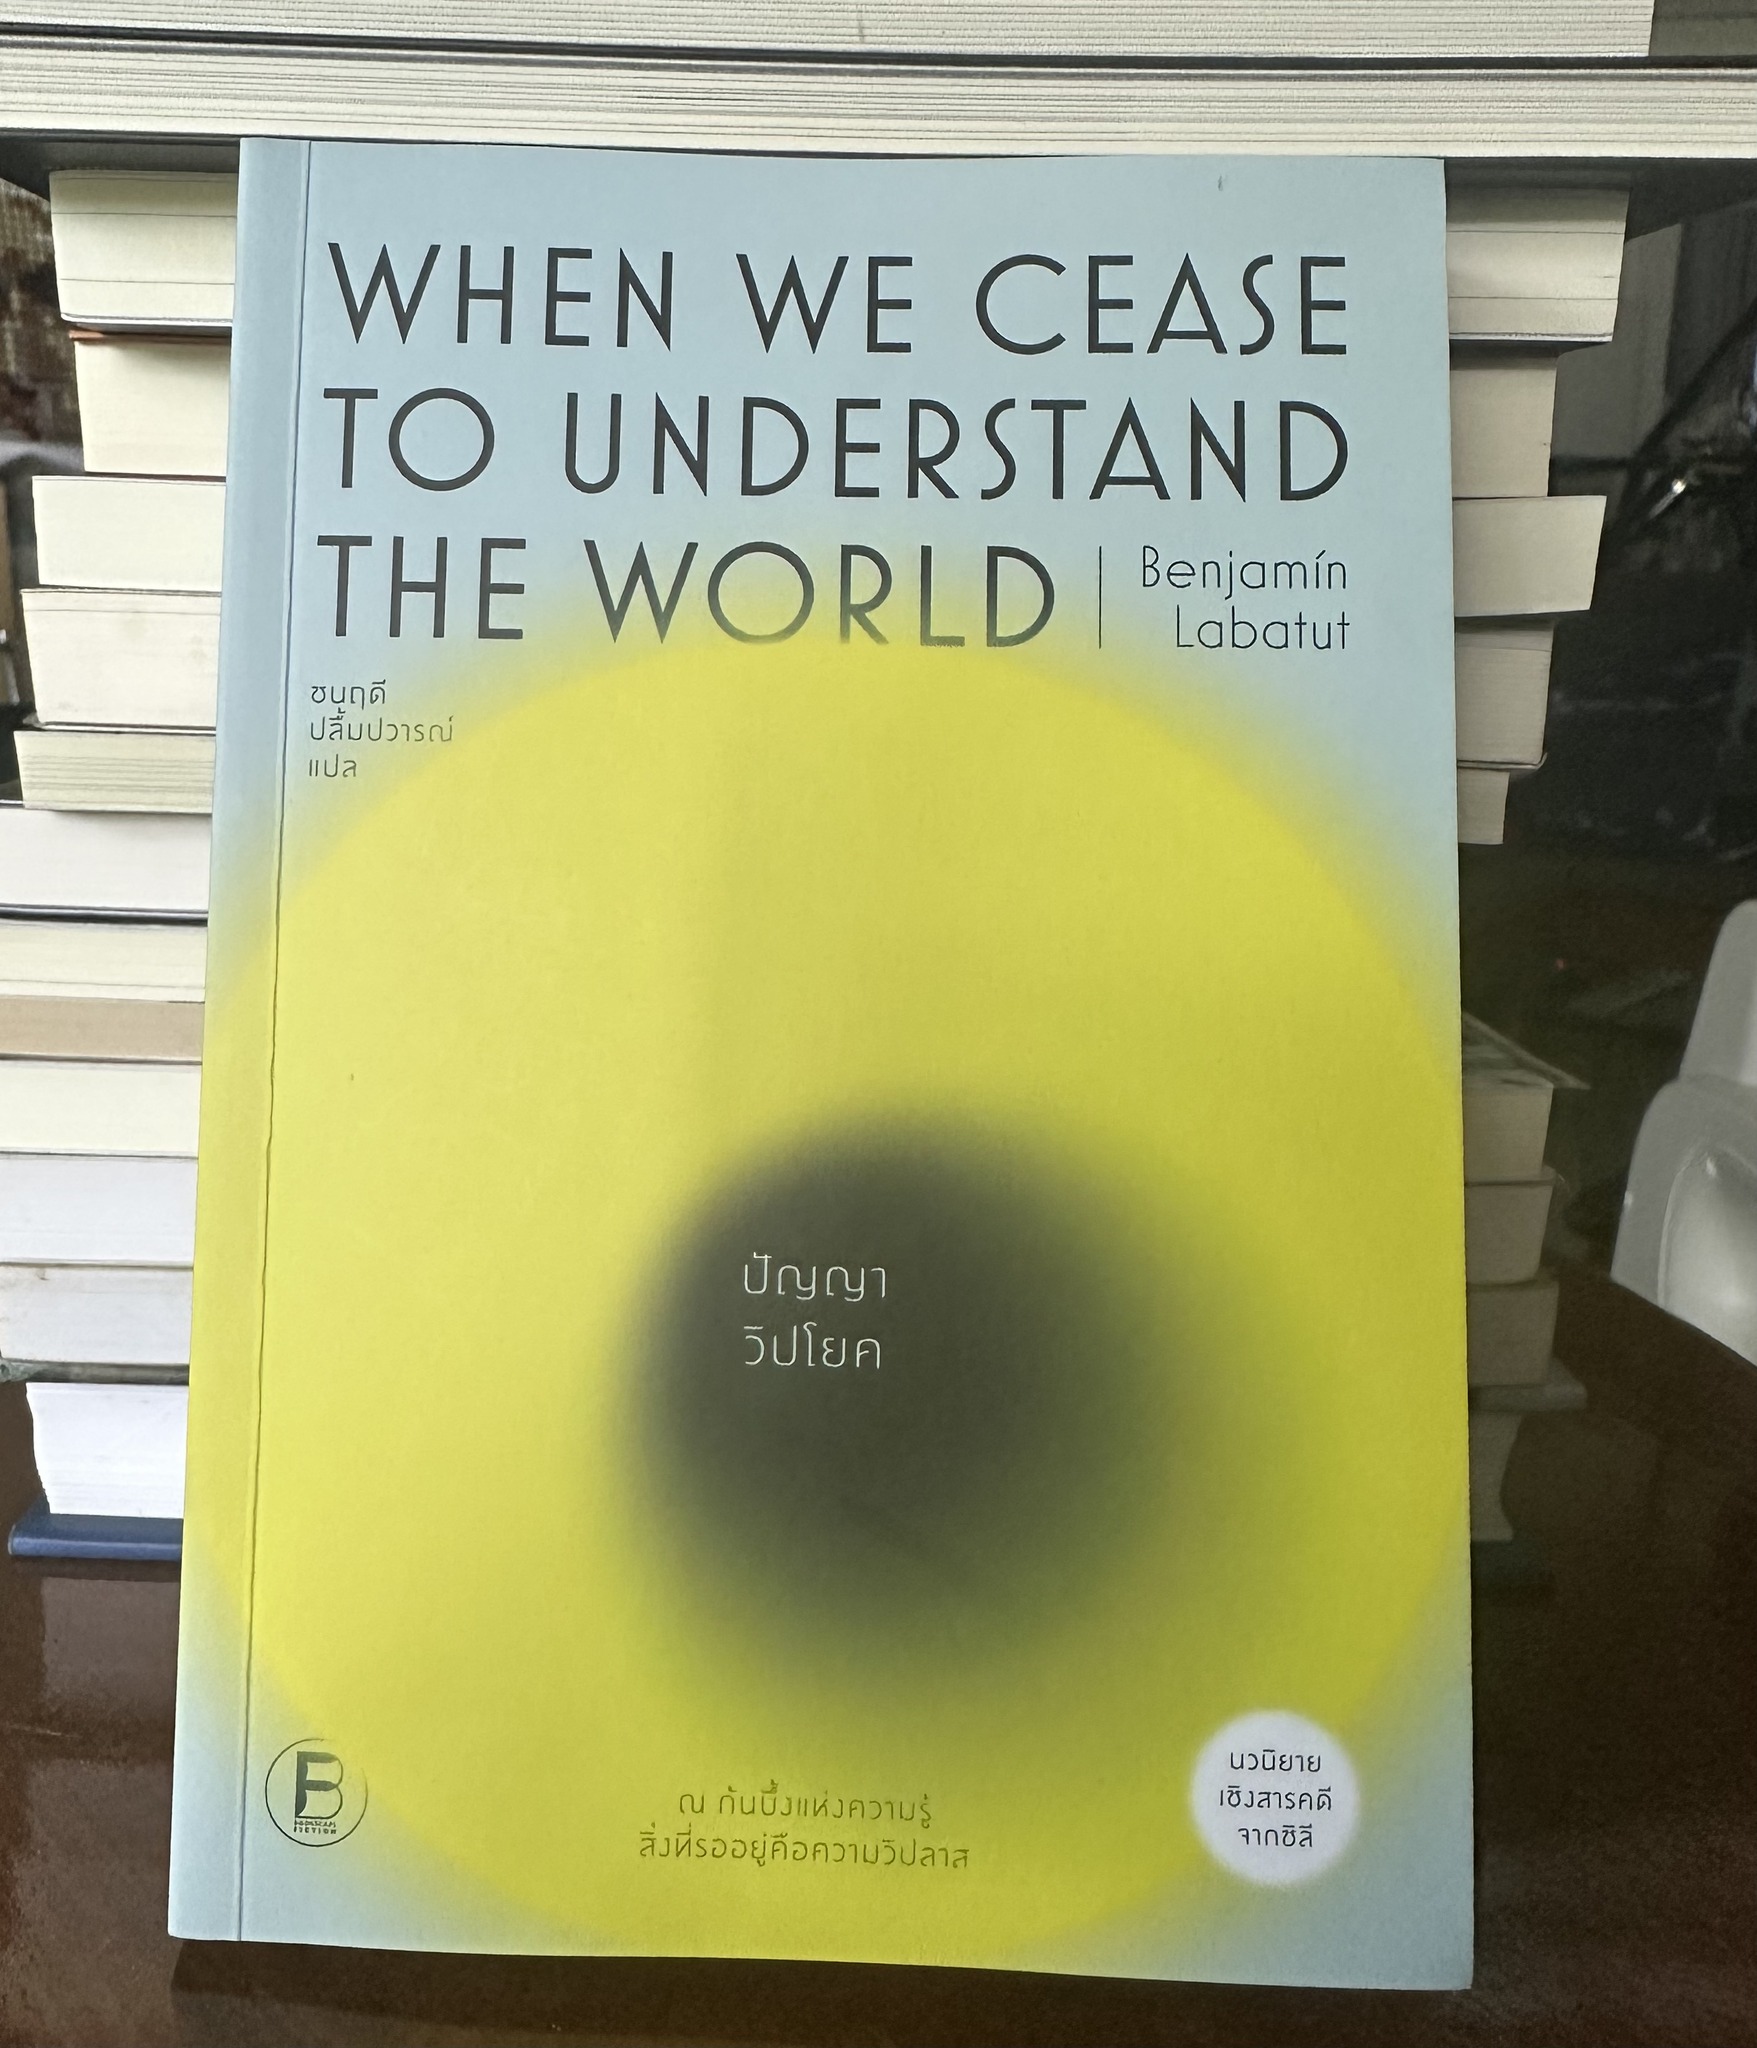 WHEN WE CEASE
TO UNDERSTAND
THE WORLD
Benjamín
Labatut
ชนฤดี
ปลื้มปวารณ์
แปล
ปัญญา
วิปโยค
ณ ก้นบึ้งแห่งความรู้
สิ่งที่รออยู่คือความวิปลาส
นวนิยาย
เชิงสารคดี
จากชิลี
B
FICTION